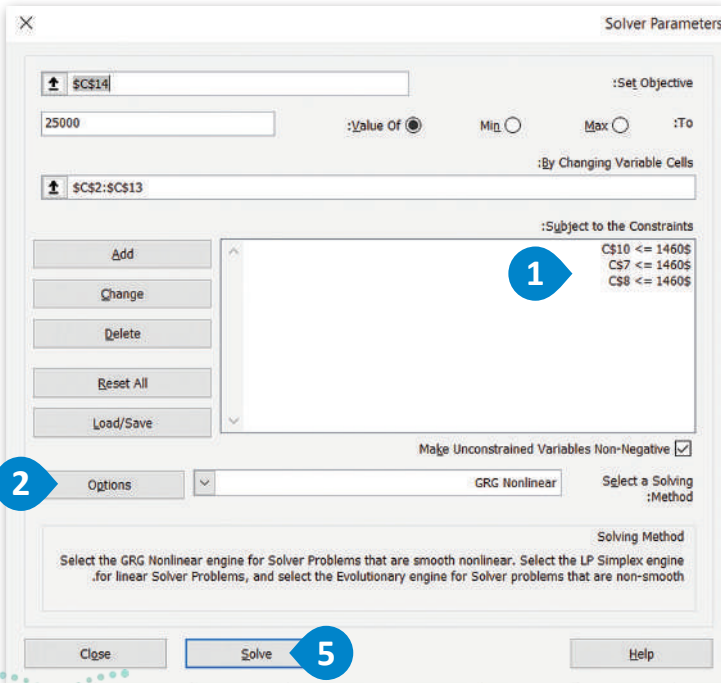 Solver Parameters
:Set Objective
$C$14
:To
Max
Min
:Value Of
25000
:By Changing Variable Cells
$C$2:$C$13
:Subject to the Constraints
C$10 <= 1460$
C$7 <= 1460$
C$8 <= 1460$
1
Add
Change
Delete
Reset All
Load/Save
Make Unconstrained Variables Non-Negative
Select a Solving
:Method
GRG Nonlinear
Options
2
Solving Method
Select the GRG Nonlinear engine for Solver Problems that are smooth nonlinear. Select the LP Simplex engine
.for linear Solver Problems, and select the Evolutionary engine for Solver problems that are non-smooth
Help
5
Solve
Close